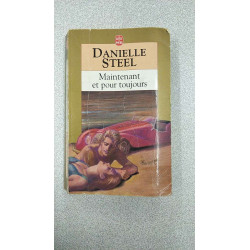 DANIELLE
STEEL
Maintenant
et pour toujours